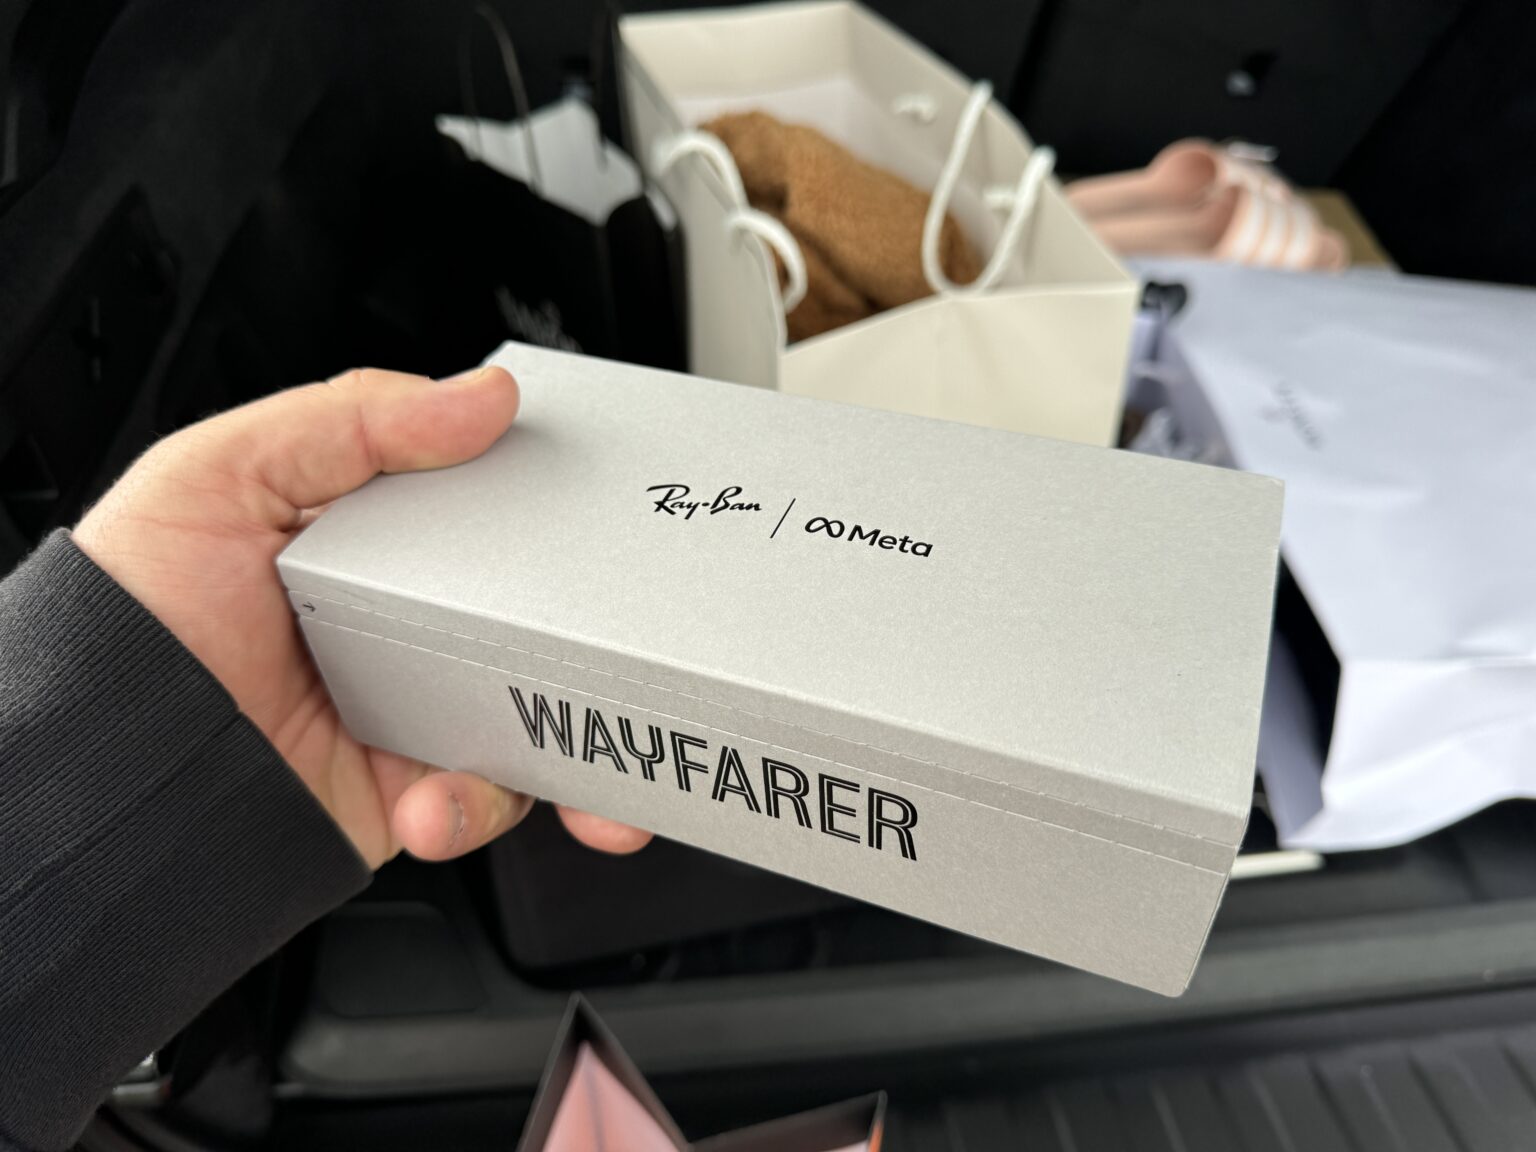 Ray-Ban | ∞ Meta
WAYFARER